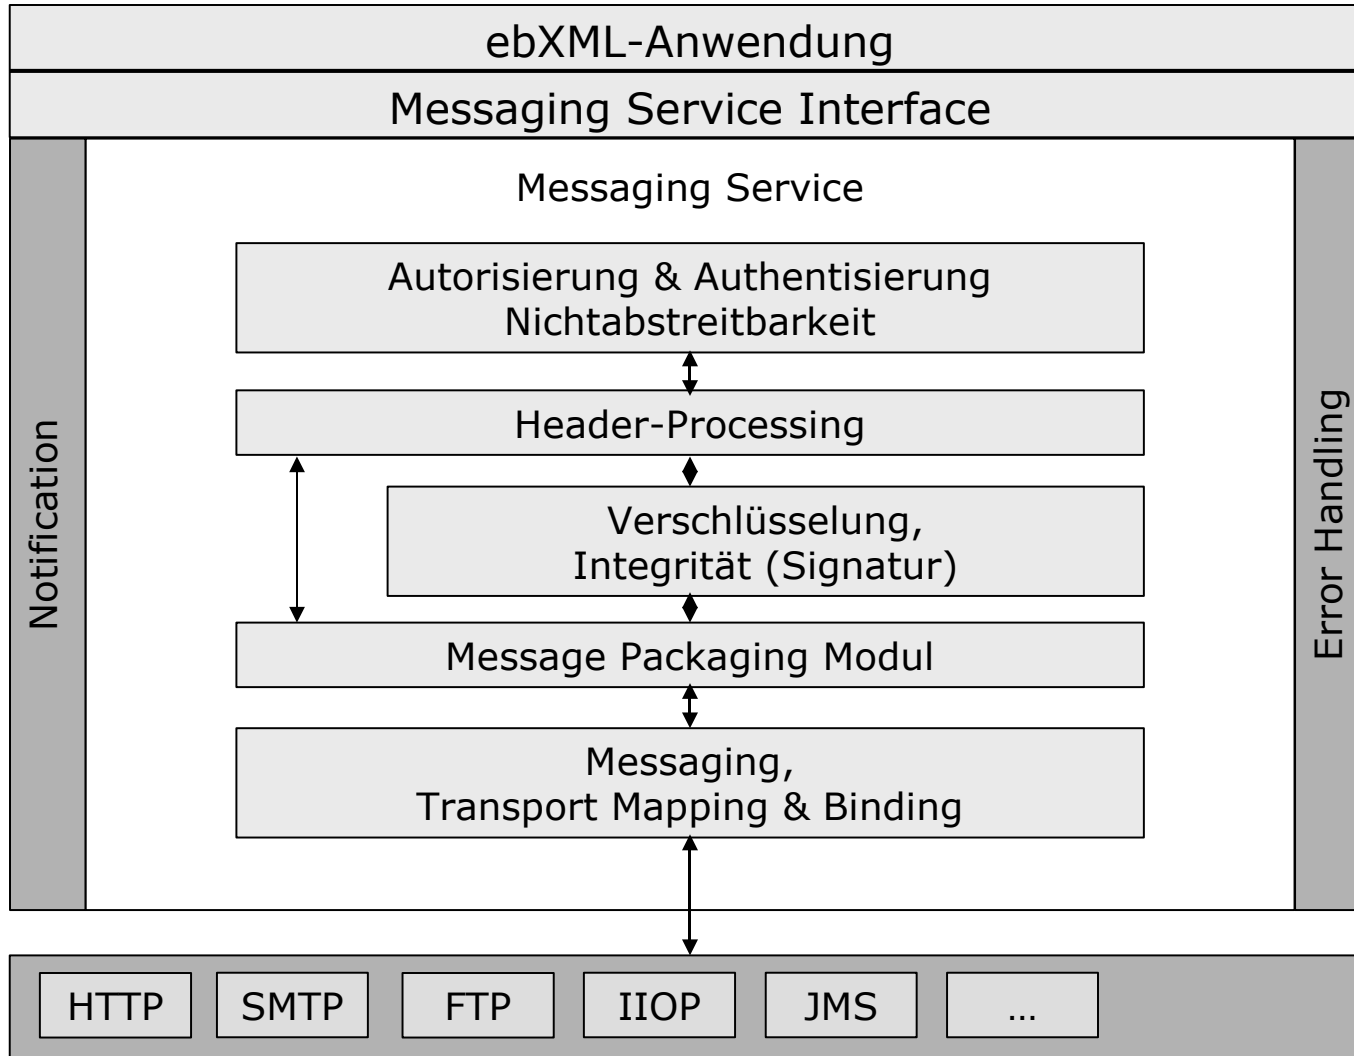 ebXML-Anwendung
Messaging Service Interface
Messaging Service
Autorisierung & Authentisierung
Nichtabstreitbarkeit
Header-Processing
Verschlüsselung,
Integrität (Signatur)
Message Packaging Modul
Messaging,
Transport Mapping & Binding
Notification
Error Handling
HTTP
SMTP
FTP
IIOP
JMS
...